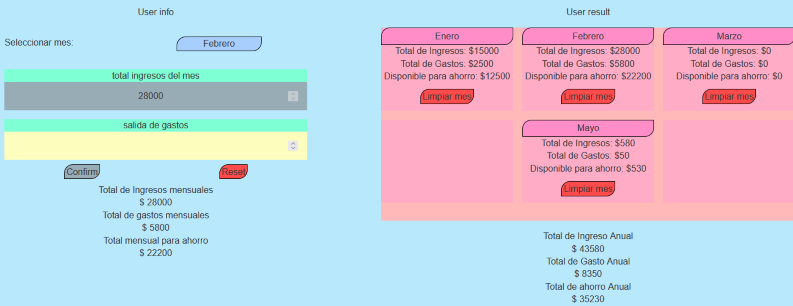 User info
Seleccionar mes:
Febrero
total ingresos del mes
28000
salida de gastos
Confirm
Reset
Total de Ingresos mensuales
$ 28000
Total de gastos mensuales
$ 5800
Total mensual para ahorro
$ 22200
User result
Enero
Total de Ingresos: $15000
Total de Gastos: $2500
Disponible para ahorro: $12500
Limpiar mes
Febrero
Total de Ingresos: $28000
Total de Gastos: $5800
Disponible para ahorro: $22200
Limpiar mes
Marzo
Total de Ingresos: $0
Total de Gastos: $0
Disponible para ahorro: $0
Limpiar mes
Mayo
Total de Ingresos: $580
Total de Gastos: $50
Disponible para ahorro: $530
Limpiar mes
Total de Ingreso Anual
$ 43580
Total de Gasto Anual
$ 8350
Total de ahorro Anual
$ 35230